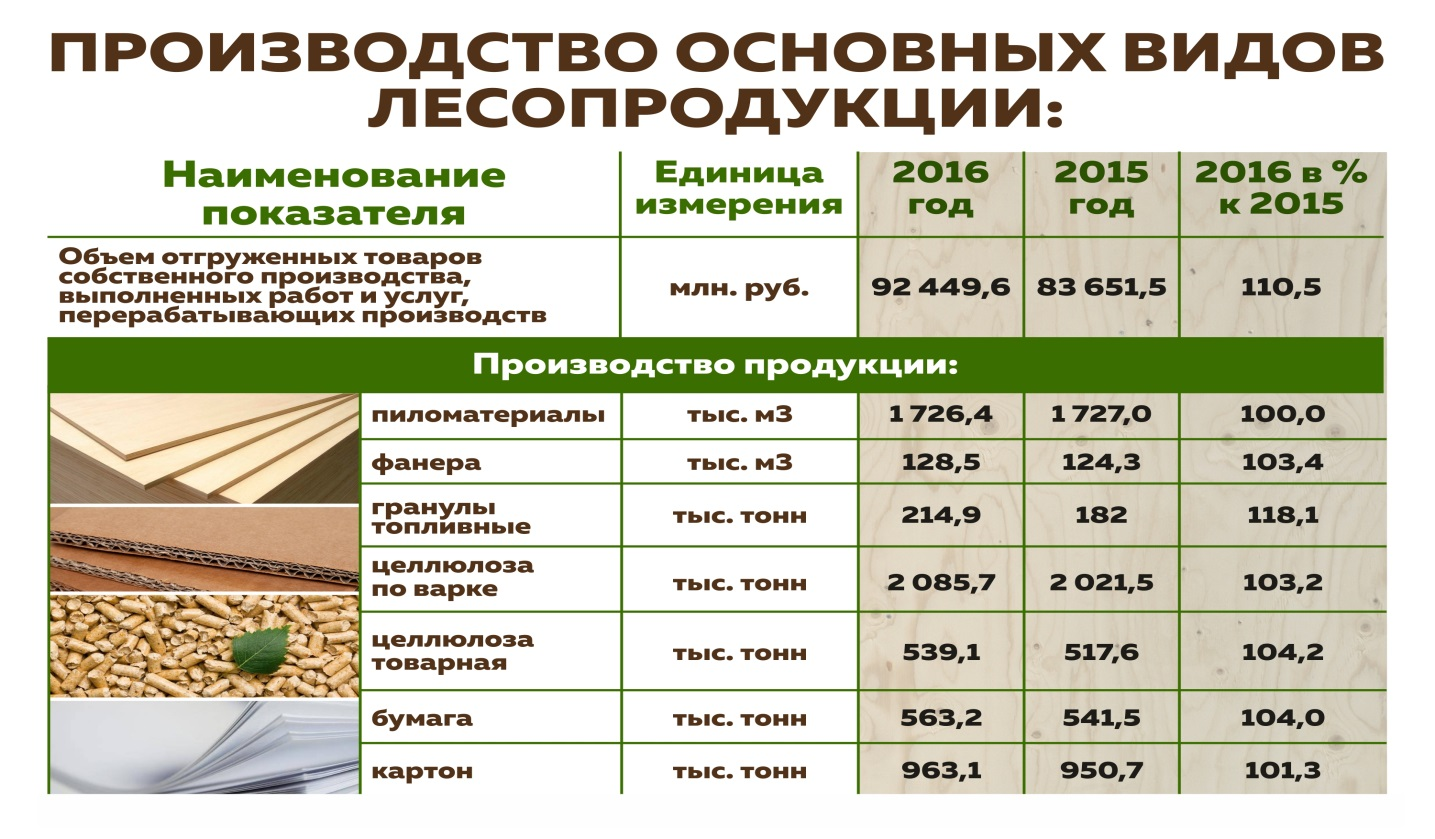 ПРОИЗВОДСТВО ОСНОВНЫХ ВИДОВ
ЛЕСОПРОДУКЦИИ:
Наименование
показателя
Единица
измерения
2016
год
2015
год
2016 в %
к 2015
Объем отгруженных товаров
собственного производства,
выполненных работ и услуг,
перерабатывающих производств
млн. руб.
92 449,6
83 651,5
110,5
Производство продукции:
пиломатериалы
тыс. м3
1 726,4
1 727,0
100,0
фанера
тыс. м3
128,5
124,3
103,4
гранулы
топливные
тыс. тонн
214,9
182
118,1
целлюлоза
по варке
тыс. тонн
2 085,7
2 021,5
103,2
целлюлоза
товарная
тыс. тонн
539,1
517,6
104,2
бумага
тыс. тонн
563,2
541,5
104,0
картон
тыс. тонн
963,1
950,7
101,3